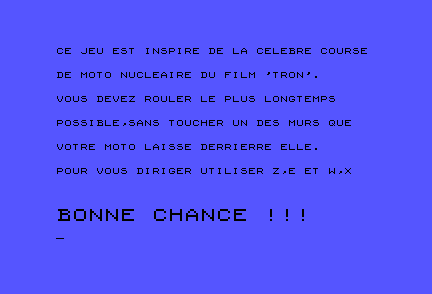 CE JEU EST INSPIRE DE LA CELEBRE COURSE
DE MOTO NUCLEAIRE DU FILM 'TRON'.
VOUS DEVEZ ROULER LE PLUS LONGTEMPS
POSSIBLE,SANS TOUCHER UN DES MURS QUE
VOTRE MOTO LAISSE DERRIERRE ELLE.
POUR VOUS DIRIGER UTILISER Z,E ET W,X
BONNE CHANCE !!!